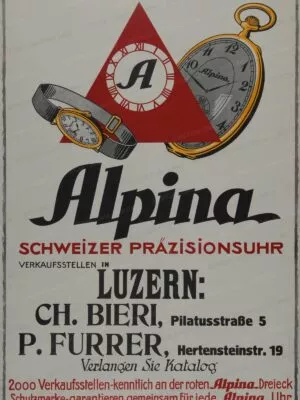 A
Alpina
Alpina
SCHWEIZER PRÄZISIONSUHR
VERKAUFSSTELLEN IN
LUZERN:
CH. BIERI, Pilatusstraße 5
P. FURRER, Hertensteinstr. 19
Verlangen Sie Katalog
2000 Verkaufsstellen-kenntlich an der roten Alpina-Dreieck
Schutzmarke-garantieren gemeinsam für jede Alpina Uhr